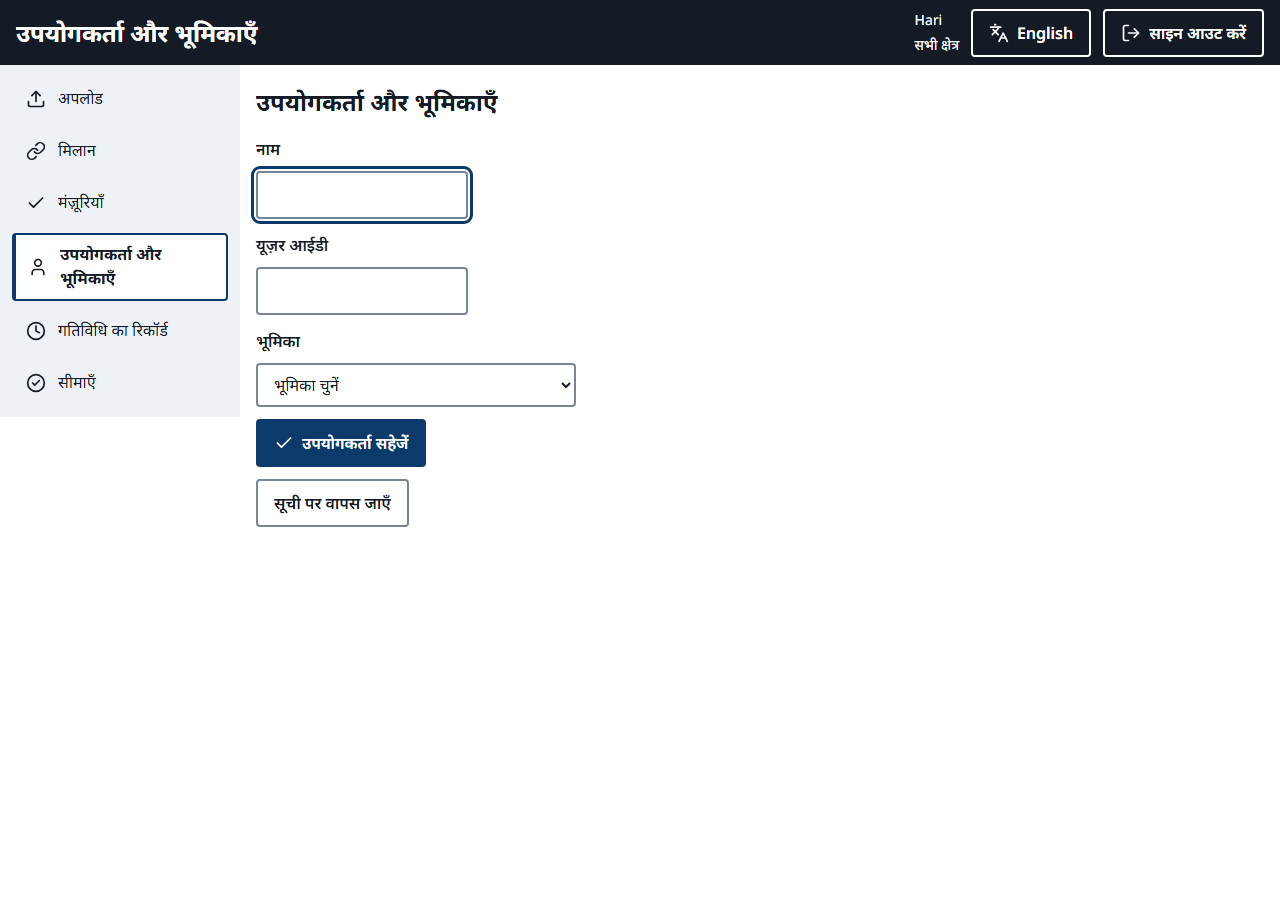 उपयोगकर्ता और भूमिकाएँ
Hari
सभी क्षेत्र
English
साइन आउट करें
अपलोड
मिलान
मंज़ूरियाँ
उपयोगकर्ता और
भूमिकाएँ
गतिविधि का रिकॉर्ड
सीमाएँ
उपयोगकर्ता और भूमिकाएँ
नाम
यूज़र आईडी
भूमिका
भूमिका चुनें
उपयोगकर्ता सहेजें
सूची पर वापस जाएँ